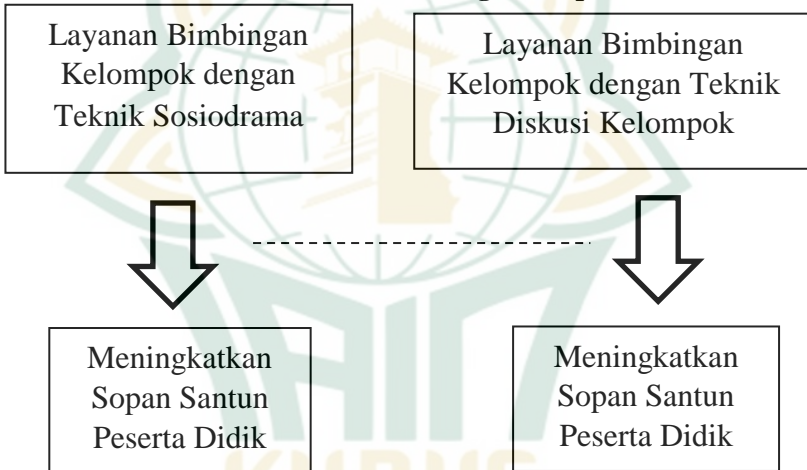 Layanan Bimbingan
Kelompok dengan
Teknik Sosiodrama
Layanan Bimbingan
Kelompok dengan Teknik
Diskusi Kelompok
Meningkatkan
Sopan Santun
Peserta Didik
Meningkatkan
Sopan Santun
Peserta Didik
IAIN